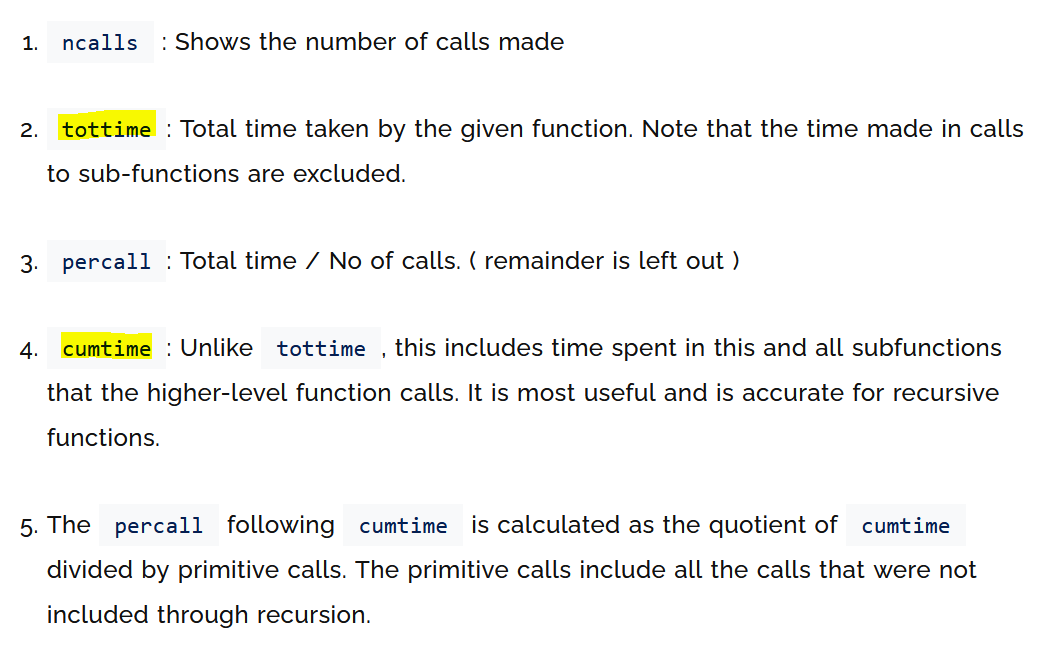 1. ncalls : Shows the number of calls made
2. tottime : Total time taken by the given function. Note that the time made in calls
to sub-functions are excluded.
3. percall : Total time / No of calls. ( remainder is left out )
4. cumtime : Unlike tottime , this includes time spent in this and all subfunctions
that the higher-level function calls. It is most useful and is accurate for recursive
functions.
5. The percall following cumtime is calculated as the quotient of cumtime
divided by primitive calls. The primitive calls include all the calls that were not
included through recursion.